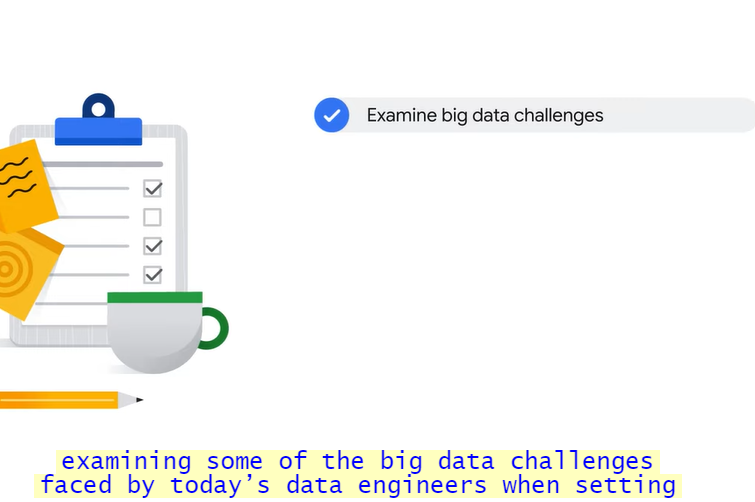 Examine big data challenges
examining some of the big data challenges
faced by today’s data engineers when setting